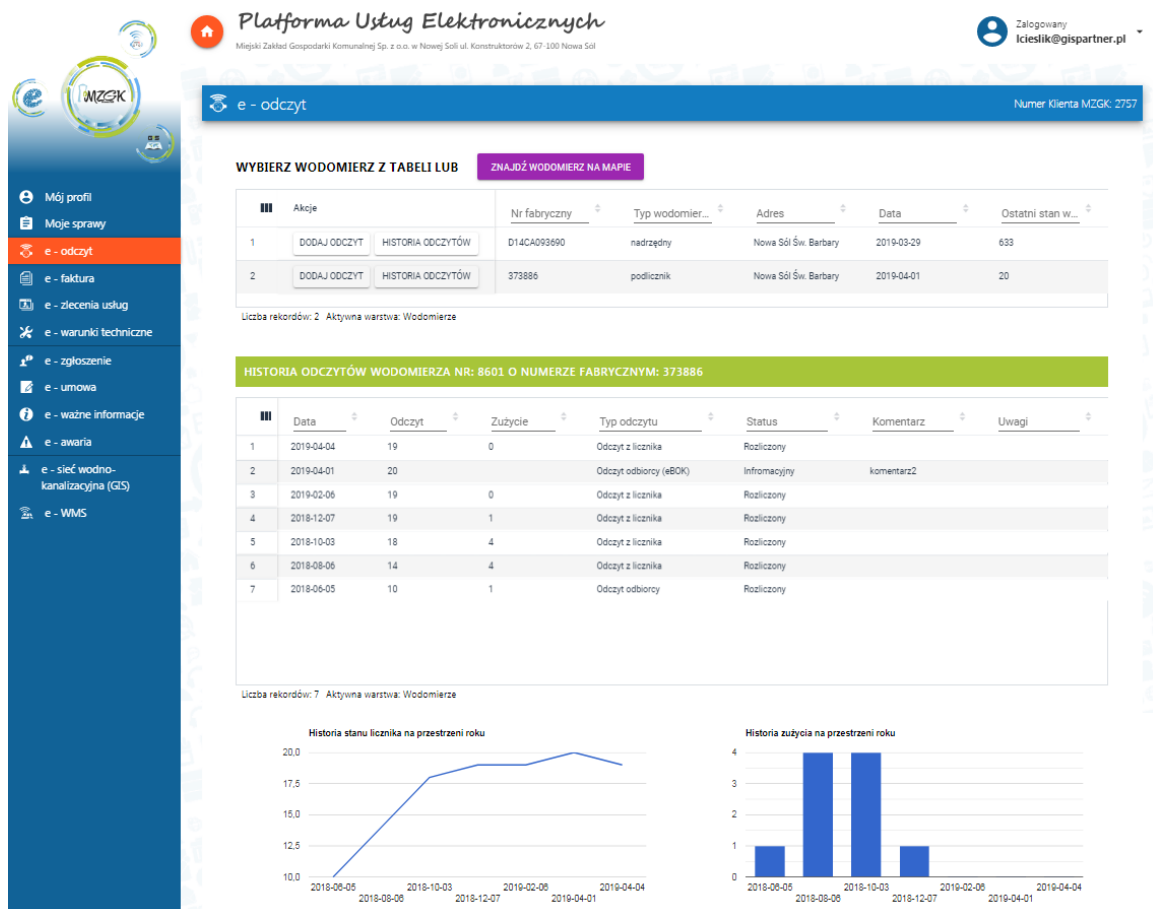 Platforma Usług Elektronicznych
Miejski Zakład Gospodarki Komunalnej Sp. z o.o. w Nowej Soli ul. Konstruktorów 2, 67-100 Nowa Sól
Zalogowany
lcieslik@gispartner.pl
e MZGK
e - odczyt
Numer Klienta MZGK: 2757
Mój profil
Moje sprawy
e - odczyt
e - faktura
e - zlecenia usług
e - warunki techniczne
e - zgłoszenie
e - umowa
e - ważne informacje
e - awaria
e - sieć wodno-
kanalizacyjna (GIS)
e - WMS
WYBIERZ WODOMIERZ Z TABELI LUB ZNAJDŹ WODOMIERZ NA MAPIE
Akcje Nr fabryczny Typ wodomier... Adres Data Ostatni stan w...
1 DODAJ ODCZYT HISTORIA ODCZYTÓW D14CA093690 nadrzędny Nowa Sól Św. Barbary 2019-03-29 633
2 DODAJ ODCZYT HISTORIA ODCZYTÓW 373886 podlicznik Nowa Sól Św. Barbary 2019-04-01 20
Liczba rekordów: 2 Aktywna warstwa: Wodomierze
HISTORIA ODCZYTÓW WODOMIERZA NR: 8601 O NUMERZE FABRYCZNYM: 373886
Data Odczyt Zużycie Typ odczytu Status Komentarz Uwagi
1 2019-04-04 19 0 Odczyt z licznika Rozliczony
2 2019-04-01 20 Odczyt odbiorcy (eBOK) Infromacyjny komentarz2
3 2019-02-06 19 0 Odczyt z licznika Rozliczony
4 2018-12-07 19 1 Odczyt z licznika Rozliczony
5 2018-10-03 18 4 Odczyt z licznika Rozliczony
6 2018-08-06 14 4 Odczyt z licznika Rozliczony
7 2018-06-05 10 1 Odczyt odbiorcy Rozliczony
Liczba rekordów: 7 Aktywna warstwa: Wodomierze
Historia stanu licznika na przestrzeni roku
20,0
17,5
15,0
12,5
10,0
2018-06-05 2018-10-03 2019-02-06 2019-04-04
2018-08-06 2018-12-07 2019-04-01
Historia zużycia na przestrzeni roku
4
3
2
1
0
2018-06-05 2018-10-03 2019-02-06 2019-04-04
2018-08-06 2018-12-07 2019-04-01